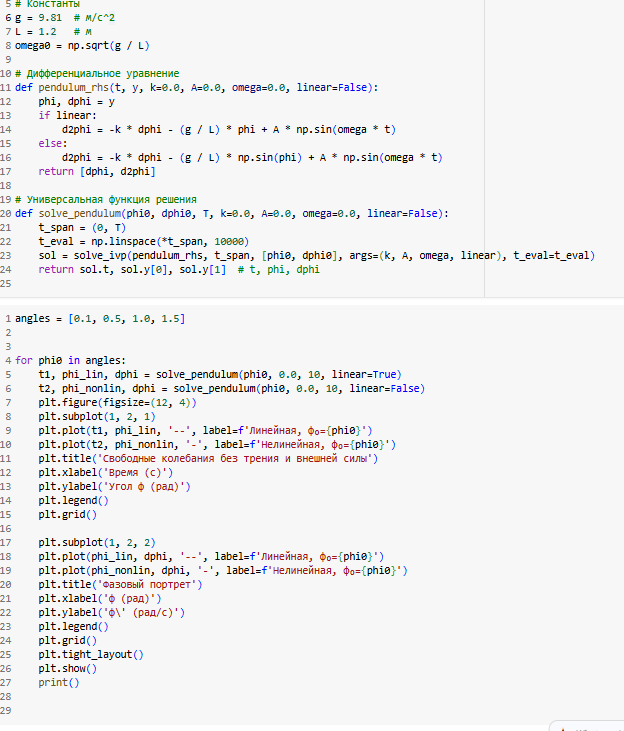 5 # Константы
6 g = 9.81  # м/с^2
7 L = 1.2   # м
8 omega0 = np.sqrt(g / L)
9
10 # Дифференциальное уравнение
11 def pendulum_rhs(t, y, k=0.0, A=0.0, omega=0.0, linear=False):
12     phi, dphi = y
13     if linear:
14         d2phi = -k * dphi - (g / L) * phi + A * np.sin(omega * t)
15     else:
16         d2phi = -k * dphi - (g / L) * np.sin(phi) + A * np.sin(omega * t)
17     return [dphi, d2phi]
18
19 # Универсальная функция решения
20 def solve_pendulum(phi0, dphi0, T, k=0.0, A=0.0, omega=0.0, linear=False):
21     t_span = (0, T)
22     t_eval = np.linspace(*t_span, 10000)
23     sol = solve_ivp(pendulum_rhs, t_span, [phi0, dphi0], args=(k, A, omega, linear), t_eval=t_eval)
24     return sol.t, sol.y[0], sol.y[1]  # t, phi, dphi
25
1 angles = [0.1, 0.5, 1.0, 1.5]
2
3
4 for phi0 in angles:
5     t1, phi_lin, dphi = solve_pendulum(phi0, 0.0, 10, linear=True)
6     t2, phi_nonlin, dphi = solve_pendulum(phi0, 0.0, 10, linear=False)
7     plt.figure(figsize=(12, 4))
8     plt.subplot(1, 2, 1)
9     plt.plot(t1, phi_lin, '--', label=f'Линейная, ϕ₀={phi0}')
10     plt.plot(t2, phi_nonlin, '-', label=f'Нелинейная, ϕ₀={phi0}')
11     plt.title('Свободные колебания без трения и внешней силы')
12     plt.xlabel('Время (с)')
13     plt.ylabel('Угол ϕ (рад)')
14     plt.legend()
15     plt.grid()
16
17     plt.subplot(1, 2, 2)
18     plt.plot(phi_lin, dphi, '--', label=f'Линейная, ϕ₀={phi0}')
19     plt.plot(phi_nonlin, dphi, '-', label=f'Нелинейная, ϕ₀={phi0}')
20     plt.title('Фазовый портрет')
21     plt.xlabel('ϕ (рад)')
22     plt.ylabel('ϕ\' (рад/с)')
23     plt.legend()
24     plt.grid()
25     plt.tight_layout()
26     plt.show()
27     print()
28
29